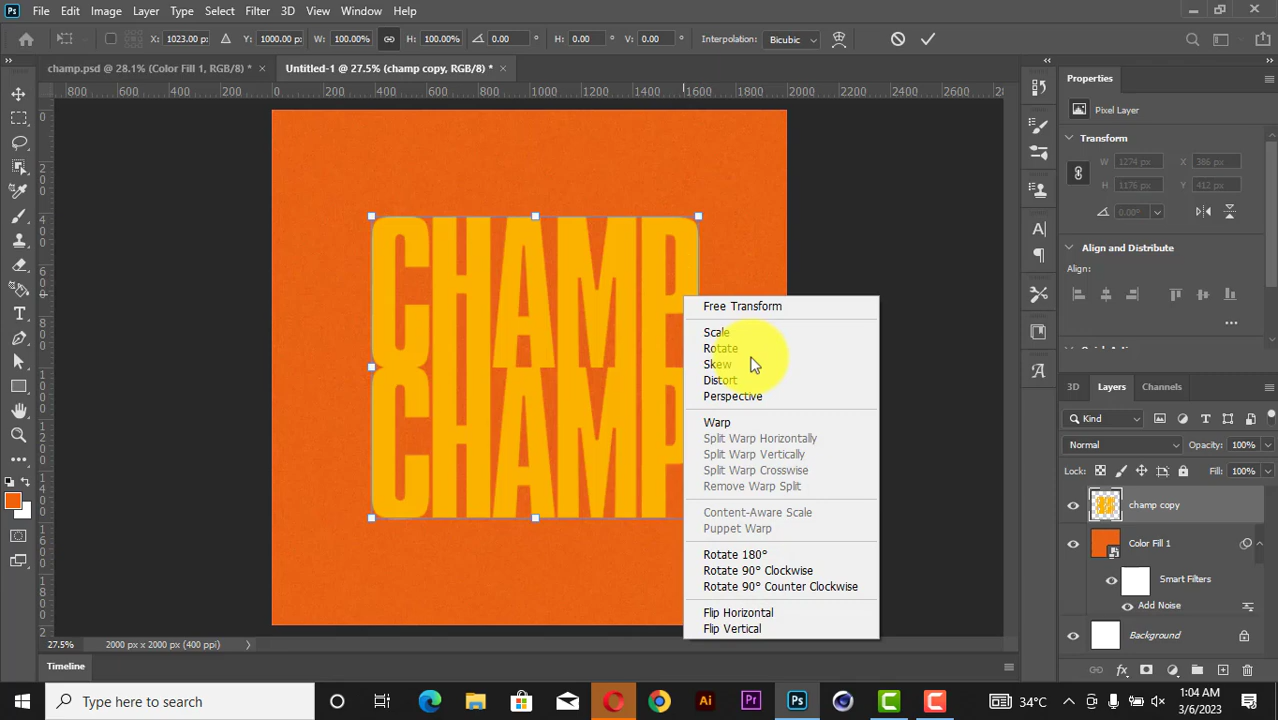 Ps File Edit Image Layer Type Select Filter 3D View Window Help
X: 1023.00 px Y: 1000.00 px W: 100.00% H: 100.00% 0.00 ° H: 0.00 ° V: 0.00 ° Interpolation: Bicubic
champ.psd @ 28.1% (Color Fill 1, RGB/8) * × Untitled-1 @ 27.5% (champ copy, RGB/8) * ×
800 600 400 200 0 200 400 600 800 1000 1200 1400 1600 1800 2000 2200 2400 2600
Properties
Pixel Layer
Transform
W 1274 px X 386 px
H 1176 px Y 412 px
0.00°
Align and Distribute
Align:
CHAMP
CHAMP
Free Transform
Scale
Rotate
Skew
Distort
Perspective
Warp
Split Warp Horizontally
Split Warp Vertically
Split Warp Crosswise
Remove Warp Split
Content-Aware Scale
Puppet Warp
Rotate 180°
Rotate 90° Clockwise
Rotate 90° Counter Clockwise
Flip Horizontal
Flip Vertical
3D Layers Channels
Kind
Normal Opacity: 100%
Lock: Fill: 100%
champ copy
Color Fill 1
Smart Filters
Add Noise
Background
27.5% 2000 px x 2000 px (400 ppi)
Timeline
Type here to search
Ai Pr Ps
34°C
1:04 AM
3/6/2023